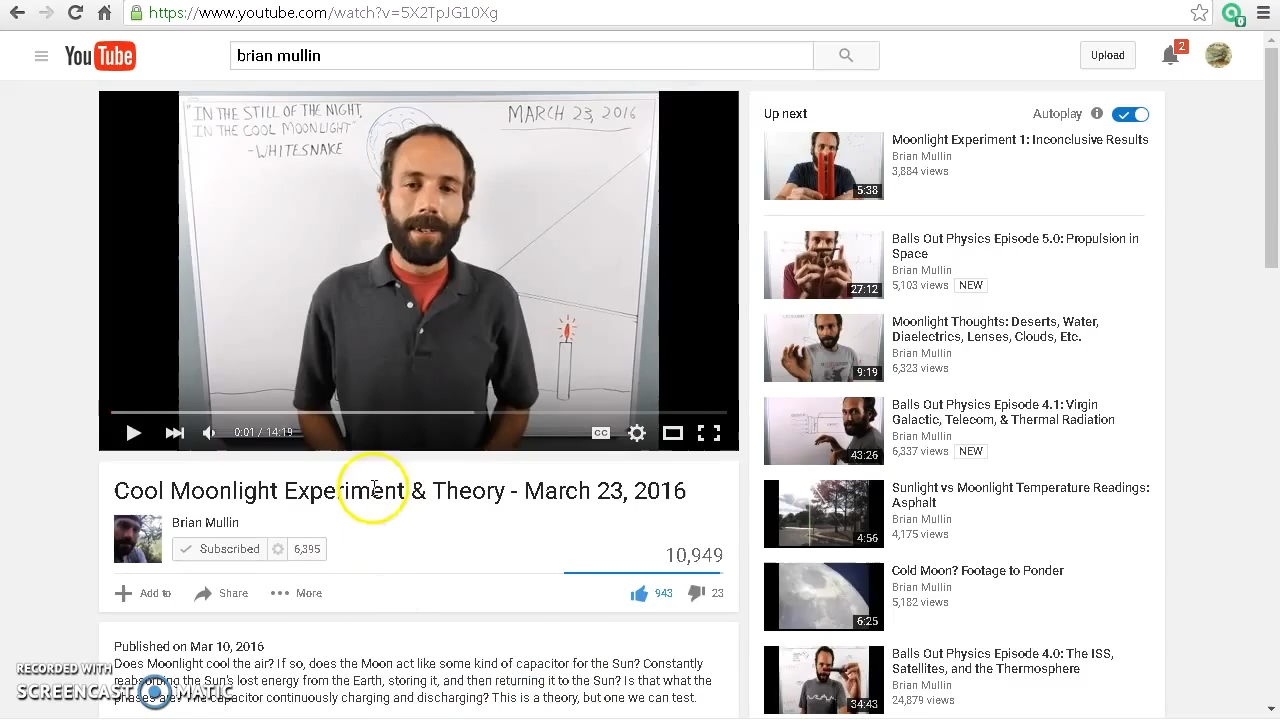 https://www.youtube.com/watch?v=5X2TpJG10Xg
0
YouTube
brian mullin
Upload
2
"IN THE STILL OF THE NIGHT,
IN THE COOL MOONLIGHT"
-WHITESNAKE
MARCH 23, 2016
0:01 / 14:19
CC
Cool Moonlight Experiment & Theory - March 23, 2016
Brian Mullin
Subscribed
6,395
10,949
Add to
Share
More
943
23
Published on Mar 10, 2016
Moonlight cool the air? If so, does the moon act like some kind of capacitor for the Sun? Constantly
the Sun's lost energy from the Earth, storing it, and then returning it to the Sun? Is that what the
continuously charging and discharging? This is a theory, but one we can test.
RECORDED WITH
SCREENCAST MATIC
Up next
Autoplay
Moonlight Experiment 1: Inconclusive Results
Brian Mullin
3,884 views
5:38
Balls Out Physics Episode 5.0: Propulsion in
Space
Brian Mullin
5,103 views NEW
27:12
Moonlight Thoughts: Deserts, Water,
Diaelectrics, Lenses, Clouds, Etc.
Brian Mullin
6,323 views
9:19
Balls Out Physics Episode 4.1: Virgin
Galactic, Telecom, & Thermal Radiation
Brian Mullin
6,337 views NEW
43:26
Sunlight vs Moonlight Temperature Readings:
Asphalt
Brian Mullin
4,175 views
4:56
Cold Moon? Footage to Ponder
Brian Mullin
5,182 views
6:25
Balls Out Physics Episode 4.0: The ISS,
Satellites, and the Thermosphere
Brian Mullin
24,879 views
34:43